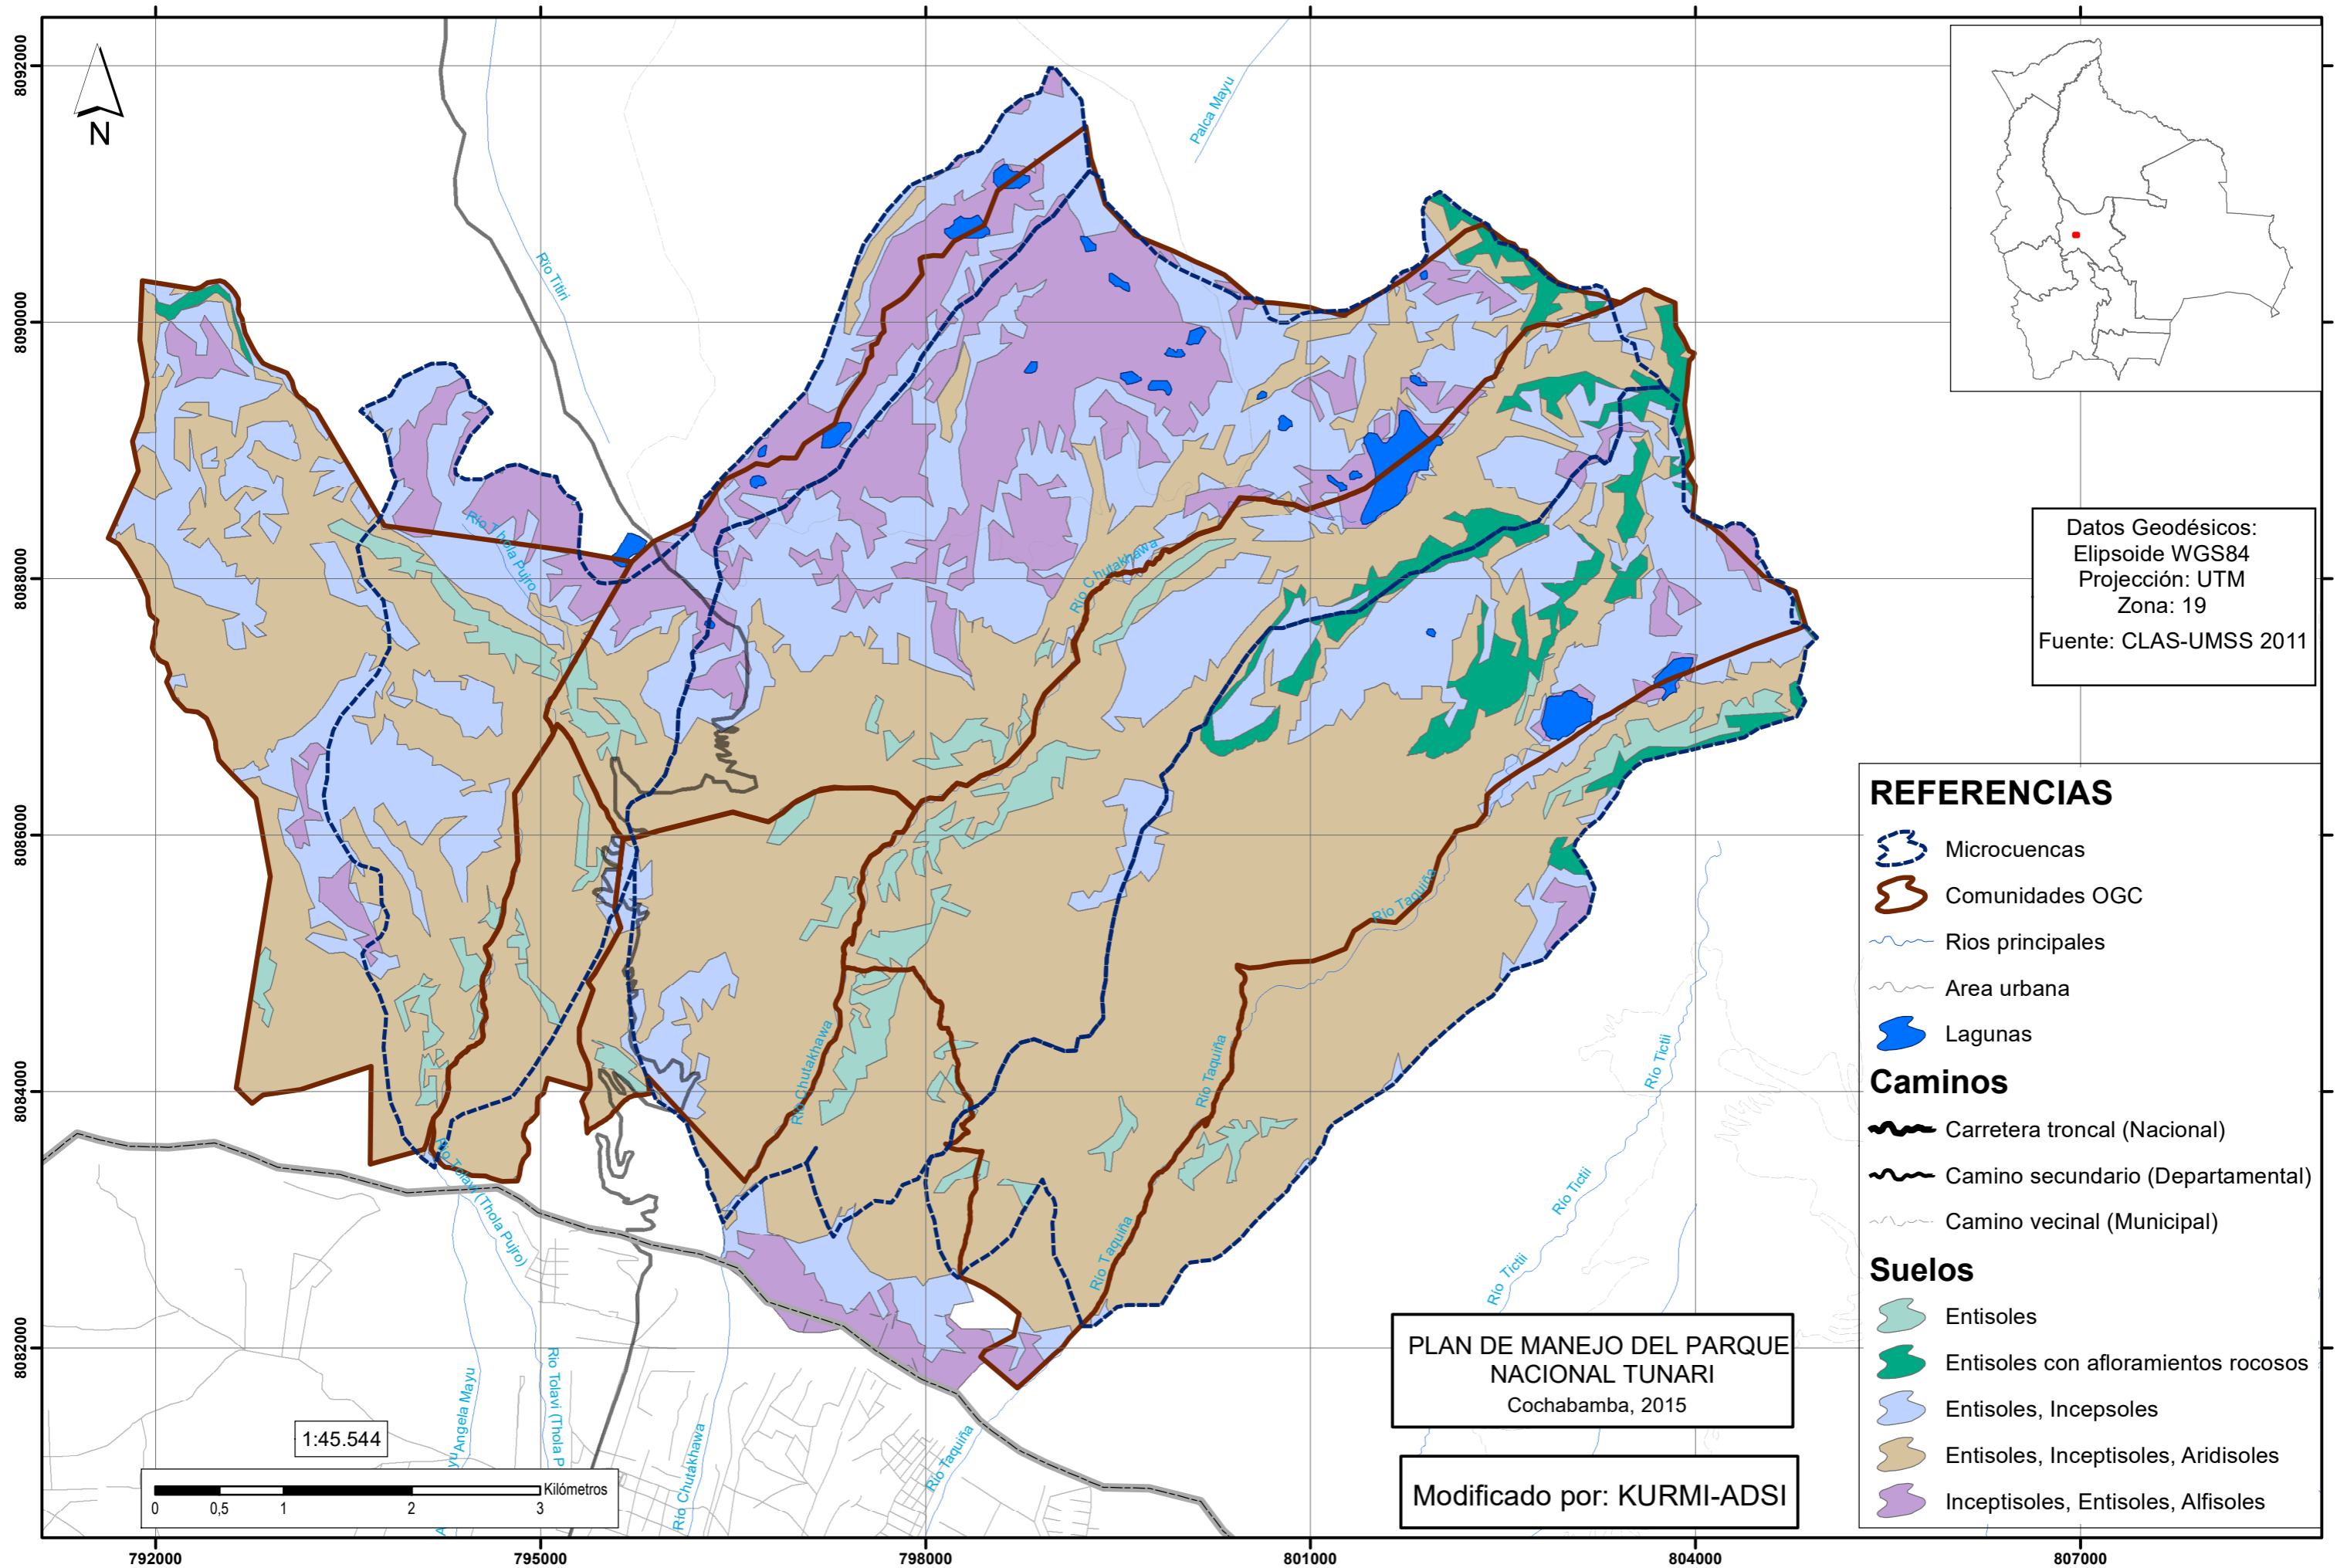 8092000
8090000
8088000
8086000
8084000
8082000
8092000
N
Río Titiri
Palca Mayu
Río Thola Pujro
Río Chutakhawa
Río Taquiña
Río Chutakhawa
Río Taquiña
Río Taquiña
Río Tictii
Río Tictii
Río Tictii
Río Tolavi (Thola Pujro)
Angela Mayu
Río Tolavi (Thola P
Río Chutakhawa
Río Taquiña
Datos Geodésicos:
Elipsoide WGS84
Projección: UTM
Zona: 19
Fuente: CLAS-UMSS 2011
REFERENCIAS
Microcuencas
Comunidades OGC
Rios principales
Area urbana
Lagunas
Caminos
Carretera troncal (Nacional)
Camino secundario (Departamental)
Camino vecinal (Municipal)
Suelos
Entisoles
Entisoles con afloramientos rocosos
Entisoles, Incepsoles
Entisoles, Inceptisoles, Aridisoles
Inceptisoles, Entisoles, Alfisoles
PLAN DE MANEJO DEL PARQUE
NACIONAL TUNARI
Cochabamba, 2015
Modificado por: KURMI-ADSI
1:45.544
Kilómetros
0 0,5 1 2 3
792000 795000 798000 801000 804000 807000